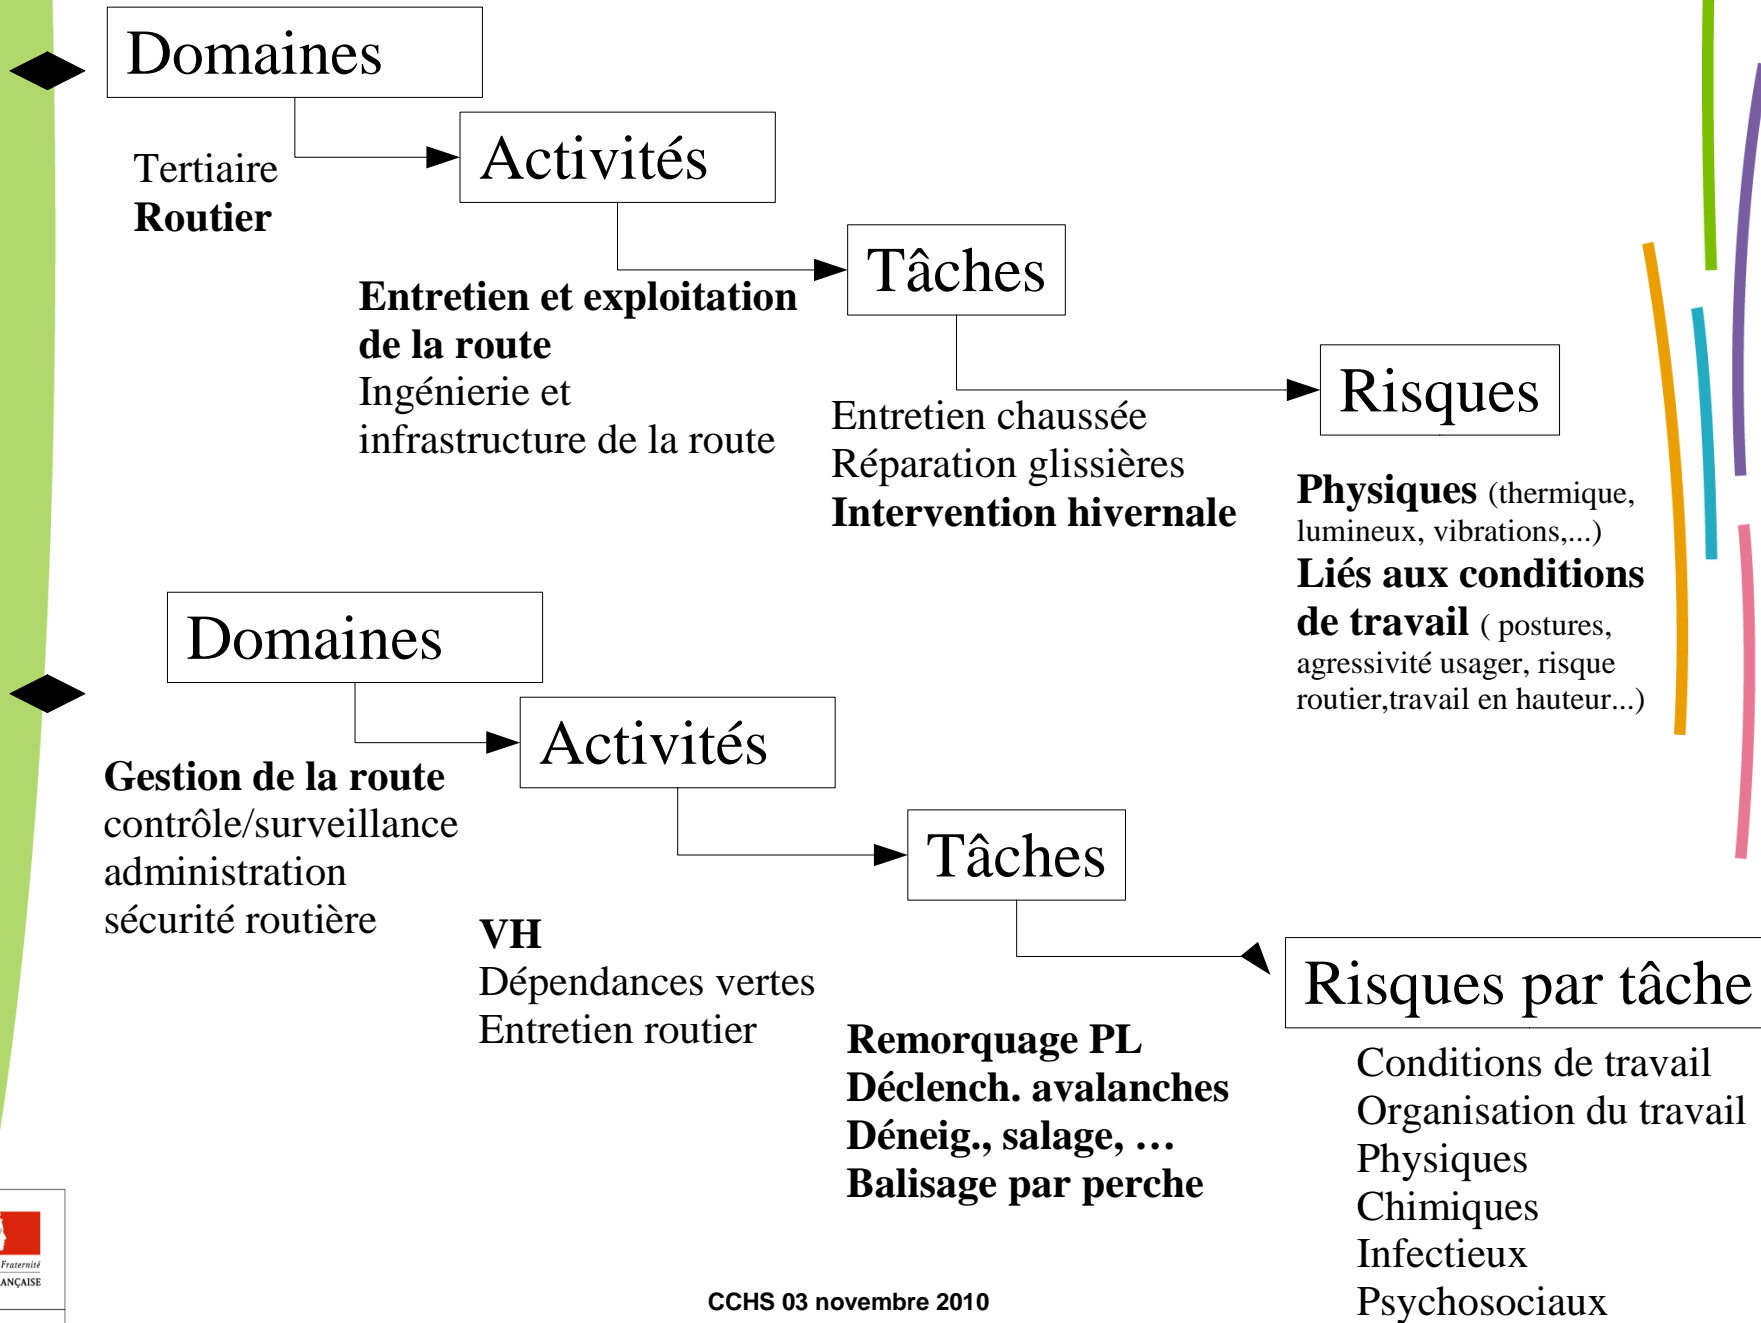 Domaines
Tertiaire
Routier
Activités
Entretien et exploitation
de la route
Ingénierie et
infrastructure de la route
Tâches
Entretien chaussée
Réparation glissières
Intervention hivernale
Risques
Physiques (thermique,
lumineux, vibrations,...)
Liés aux conditions
de travail ( postures,
agressivité usager, risque
routier,travail en hauteur...)
Domaines
Gestion de la route
contrôle/surveillance
administration
sécurité routière
Activités
VH
Dépendances vertes
Entretien routier
Tâches
Remorquage PL
Déclench. avalanches
Déneig., salage, …
Balisage par perche
Risques par tâche
Conditions de travail
Organisation du travail
Physiques
Chimiques
Infectieux
Psychosociaux
Fraternité
ANÇAISE
CCHS 03 novembre 2010